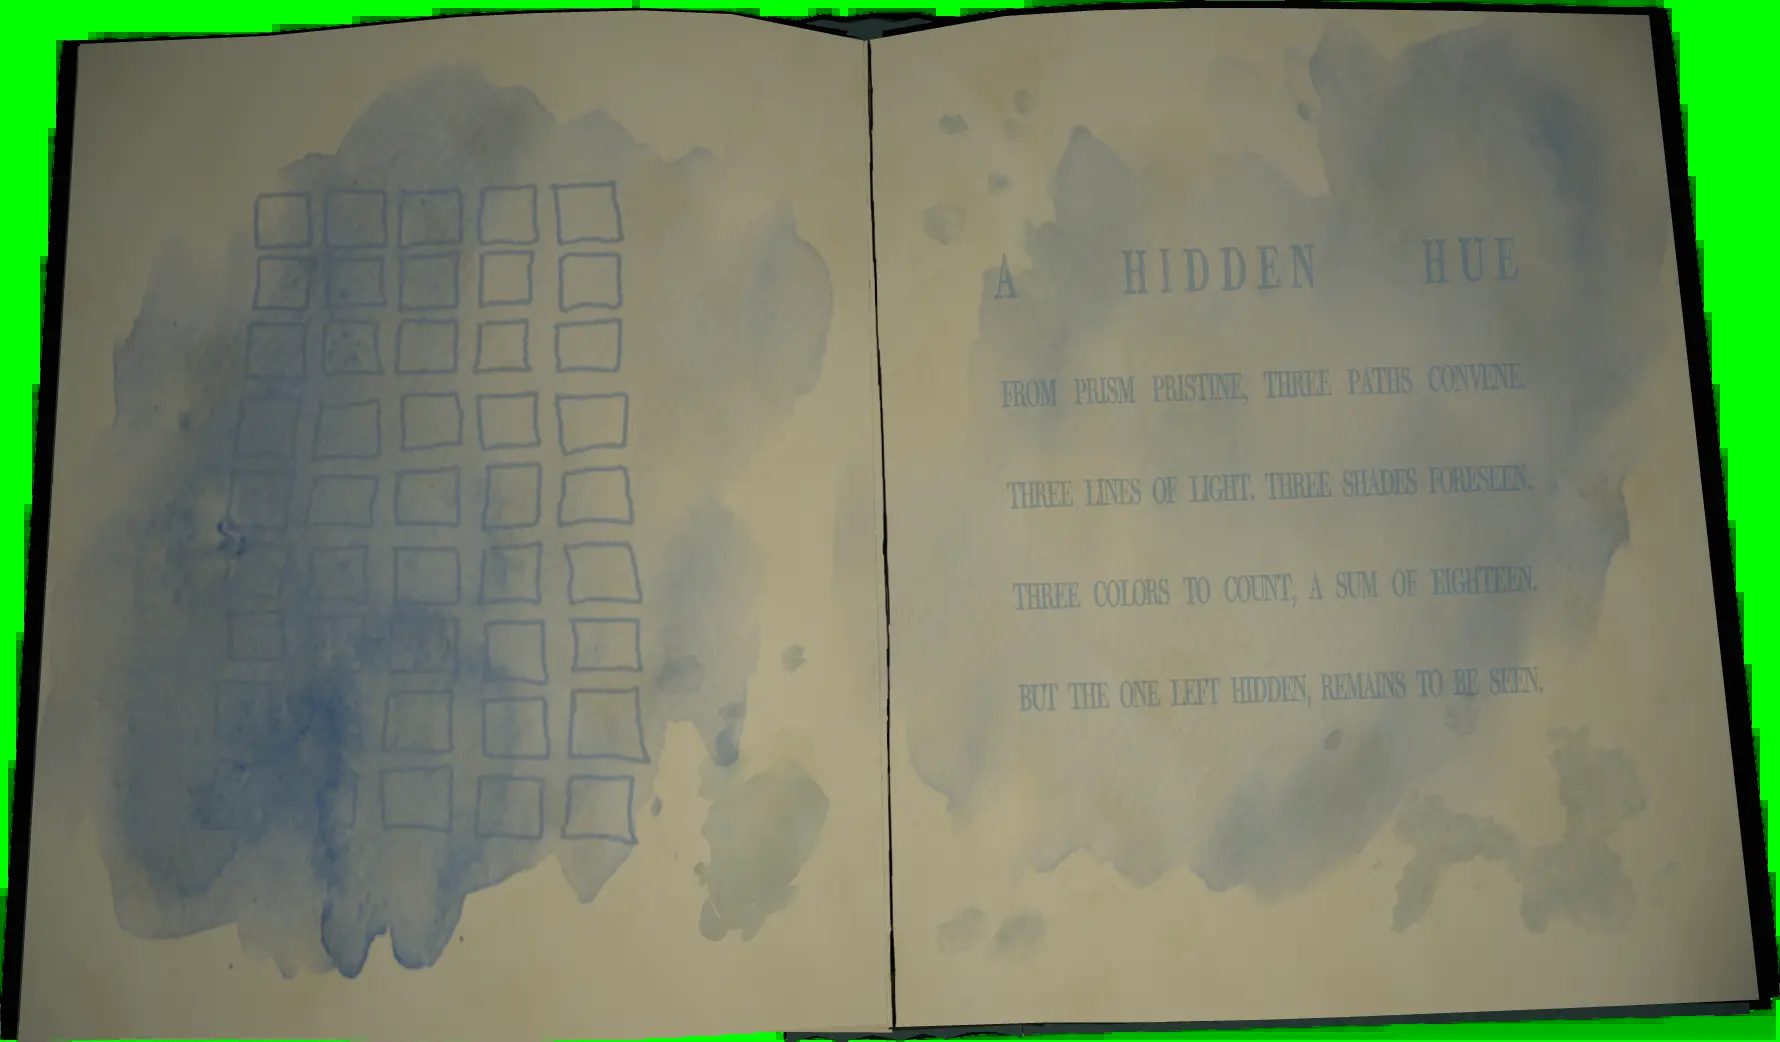 A HIDDEN HUE
FROM PRISM PRISTINE, THREE PATHS CONVENE.
THREE LINES OF LIGHT. THREE SHADES FORESEEN.
THREE COLORS TO COUNT, A SUM OF EIGHTEEN.
BUT THE ONE LEFT HIDDEN, REMAINS TO BE SEEN.